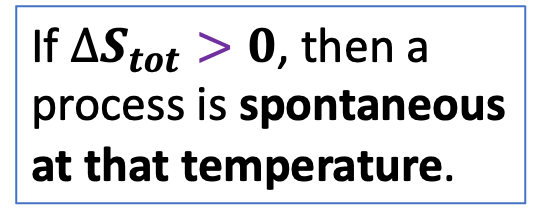 If ΔS_tot > 0, then a
process is spontaneous
at that temperature.